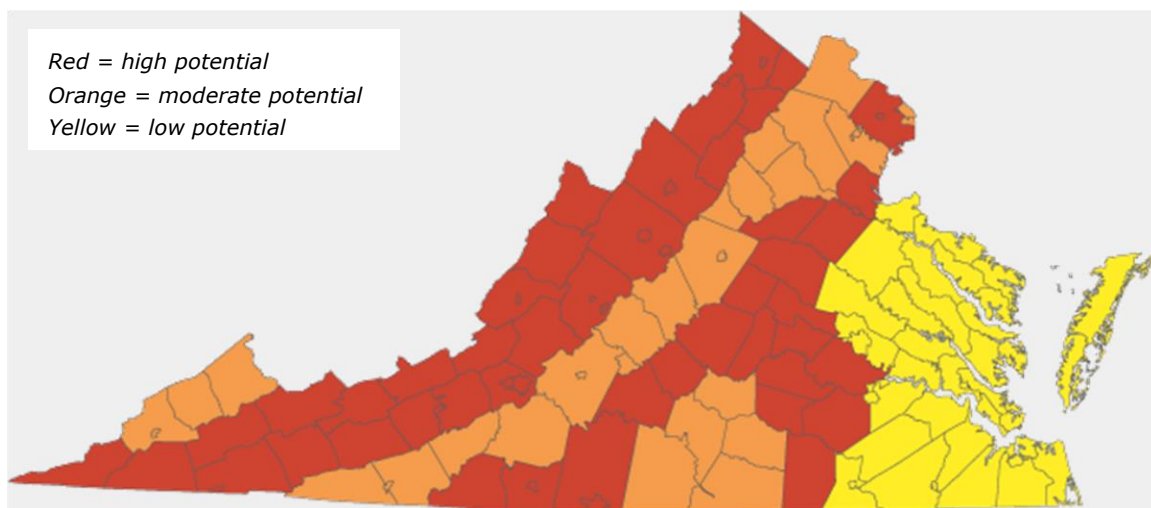 Red = high potential
Orange = moderate potential
Yellow = low potential